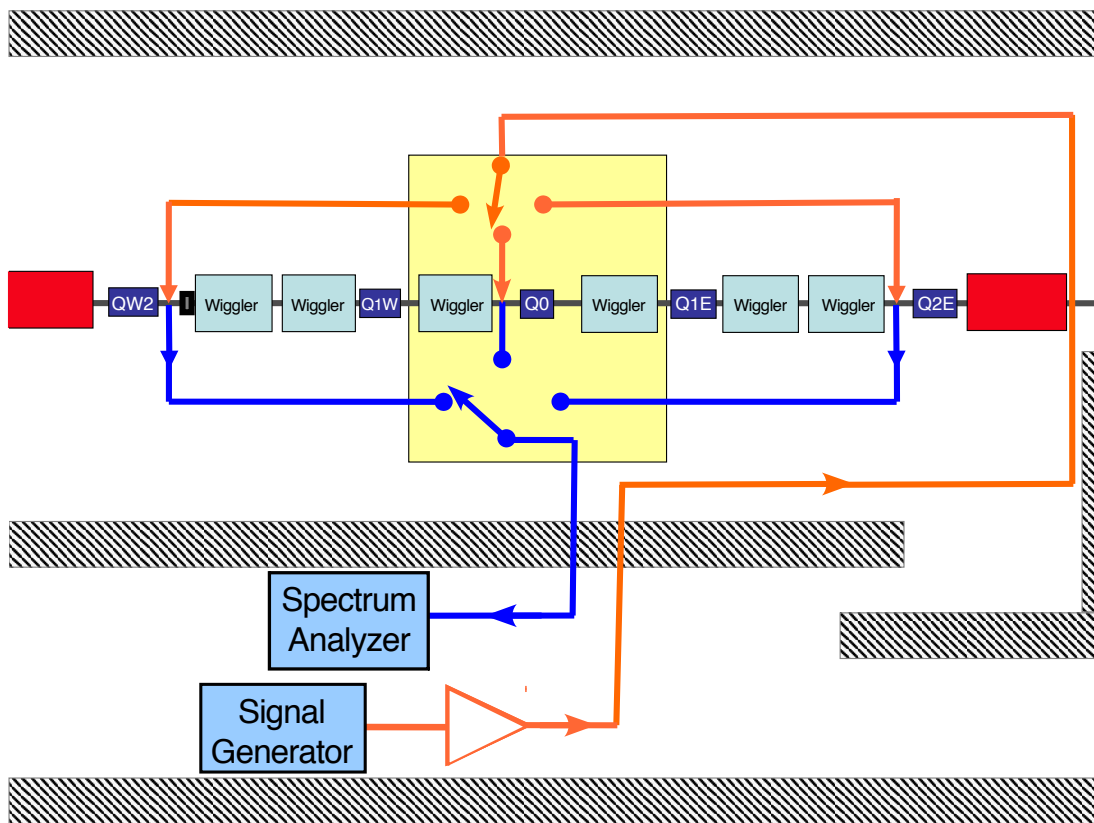 QW2
Wiggler
Wiggler
Q1W
Wiggler
Q0
Wiggler
Q1E
Wiggler
Wiggler
Q2E
Spectrum
Analyzer
Signal
Generator